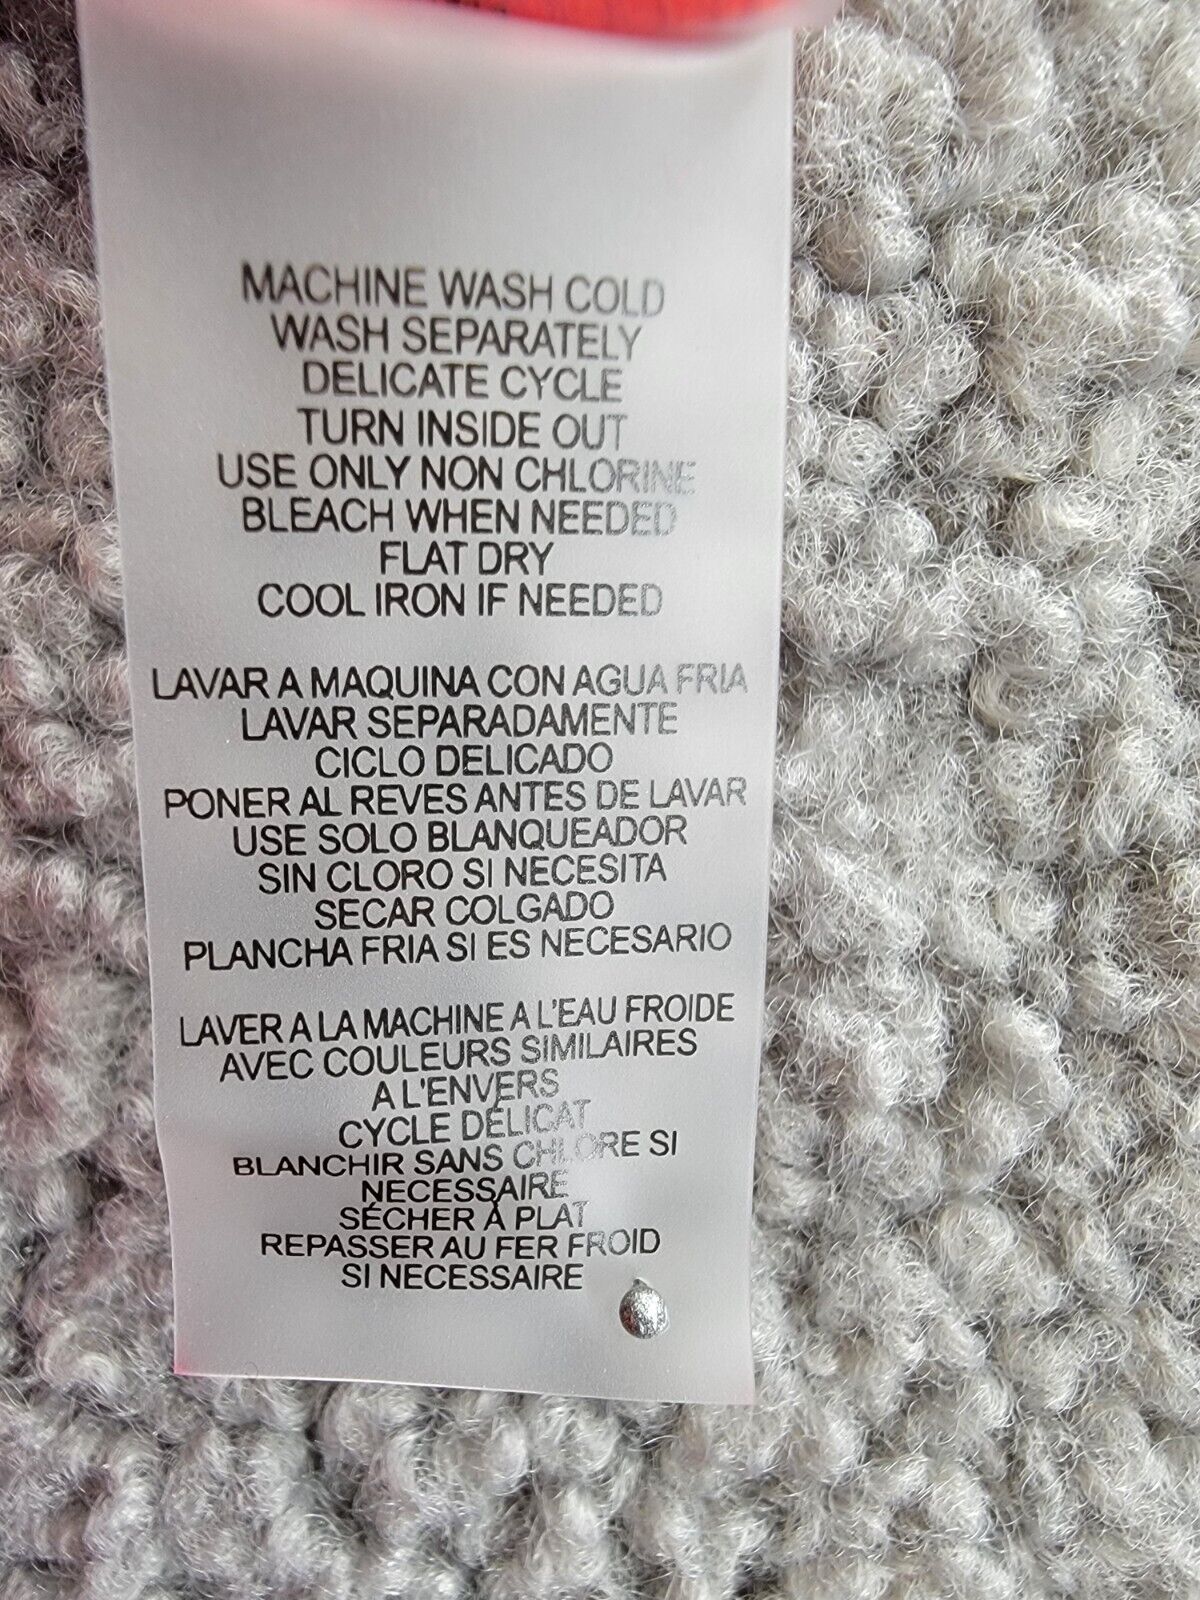 MACHINE WASH COLD
WASH SEPARATELY
DELICATE CYCLE
TURN INSIDE OUT
USE ONLY NON CHLORINE
BLEACH WHEN NEEDED
FLAT DRY
COOL IRON IF NEEDED
LAVAR A MAQUINA CON AGUA FRIA
LAVAR SEPARADAMENTE
CICLO DELICADO
PONER AL REVES ANTES DE LAVAR
USE SOLO BLANQUEADOR
SIN CLORO SI NECESITA
SECAR COLGADO
PLANCHA FRIA SI ES NECESARIO
LAVER A LA MACHINE A L'EAU FROIDE
AVEC COULEURS SIMILAIRES
A L'ENVERS
CYCLE DÉLICAT
BLANCHIR SANS CHLORE SI
NECESSAIRE
SÉCHER À PLAT
REPASSER AU FER FROID
SI NECESSAIRE